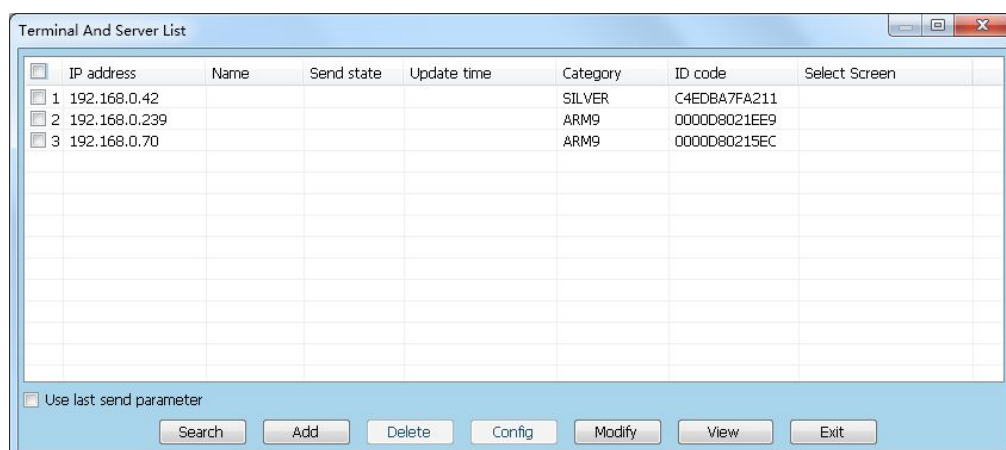 Terminal And Server List
IP address Name Send state Update time Category ID code Select Screen
1 192.168.0.42 SILVER C4EDBA7FA211
2 192.168.0.239 ARM9 0000D8021EE9
3 192.168.0.70 ARM9 0000D80215EC
Use last send parameter
Search Add Delete Config Modify View Exit